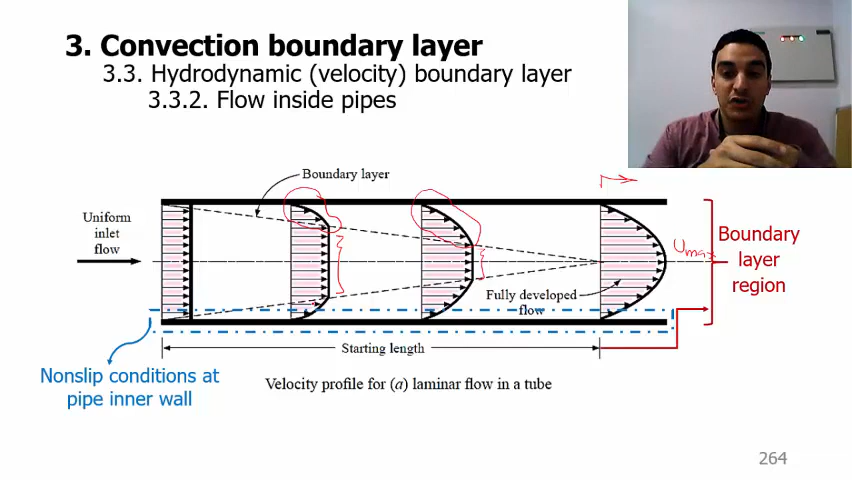 3. Convection boundary layer
3.3. Hydrodynamic (velocity) boundary layer
3.3.2. Flow inside pipes
Boundary layer
Uniform
inlet
flow
Umax
Boundary
layer
region
Fully developed
flow
Starting length
Nonslip conditions at
pipe inner wall
Velocity profile for (a) laminar flow in a tube
264